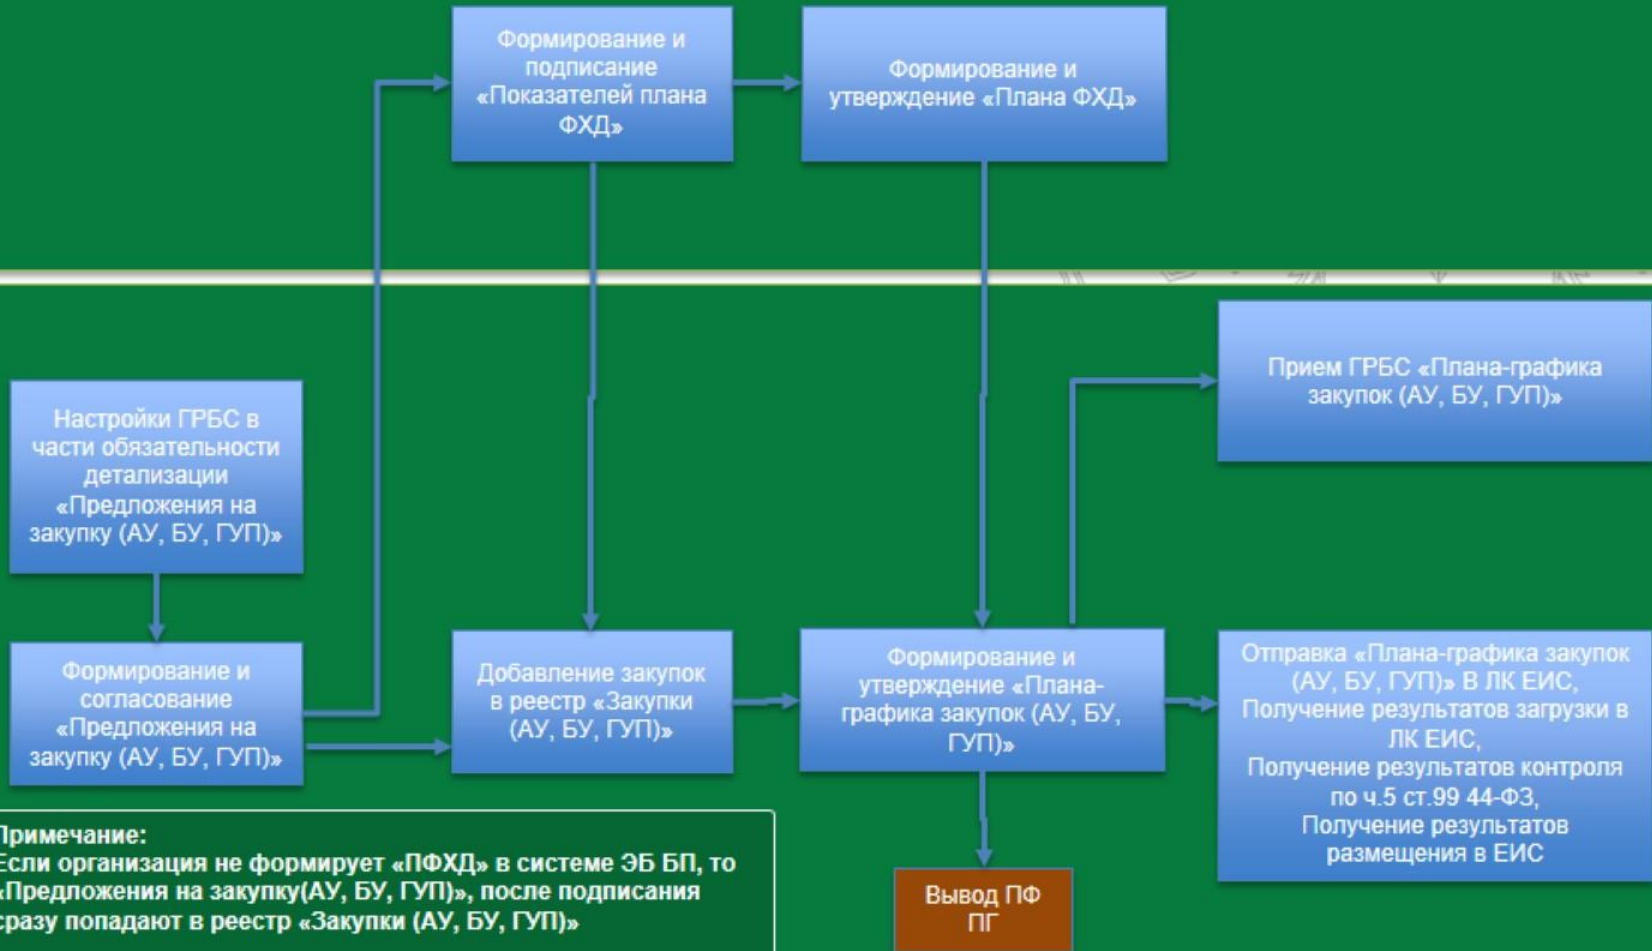 Формирование и
подписание
«Показателей плана
ФХД»
Формирование и
утверждение «Плана ФХД»
Прием ГРБС «Плана-графика
закупок (АУ, БУ, ГУП)»
Настройки ГРБС в
части обязательности
детализации
«Предложения на
закупку (АУ, БУ, ГУП)»
Формирование и
согласование
«Предложения на
закупку (АУ, БУ, ГУП)»
Добавление закупок
в реестр «Закупки
(АУ, БУ, ГУП)»
Формирование и
утверждение «Плана-
графика закупок (АУ, БУ,
ГУП)»
Отправка «Плана-графика закупок
(АУ, БУ, ГУП)» В ЛК ЕИС,
Получение результатов загрузки в
ЛК ЕИС,
Получение результатов контроля
по ч.5 ст.99 44-ФЗ,
Получение результатов
размещения в ЕИС
Примечание:
Если организация не формирует «ПФХД» в системе ЭБ БП, то
«Предложения на закупку(АУ, БУ, ГУП)», после подписания
сразу попадают в реестр «Закупки (АУ, БУ, ГУП)»
Вывод ПФ
ПГ